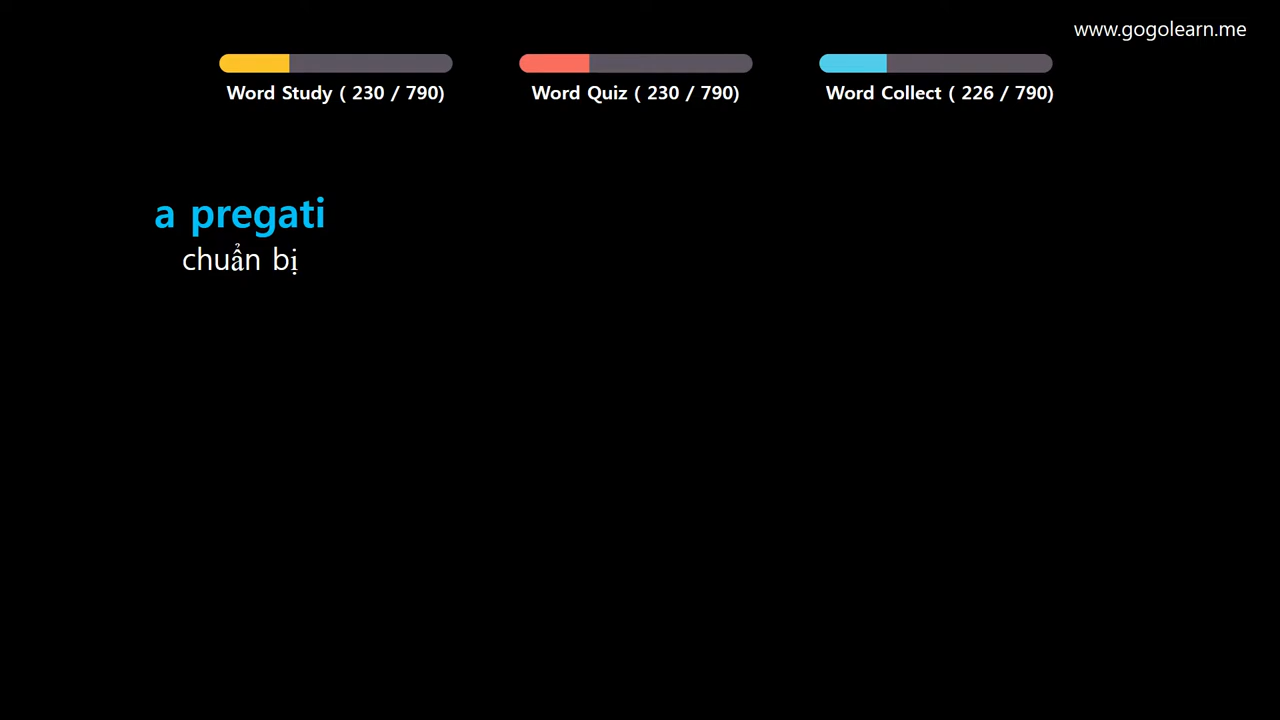 www.gogolearn.me
Word Study ( 230 / 790)
Word Quiz ( 230 / 790)
Word Collect ( 226 / 790)
a pregati
chuẩn bị